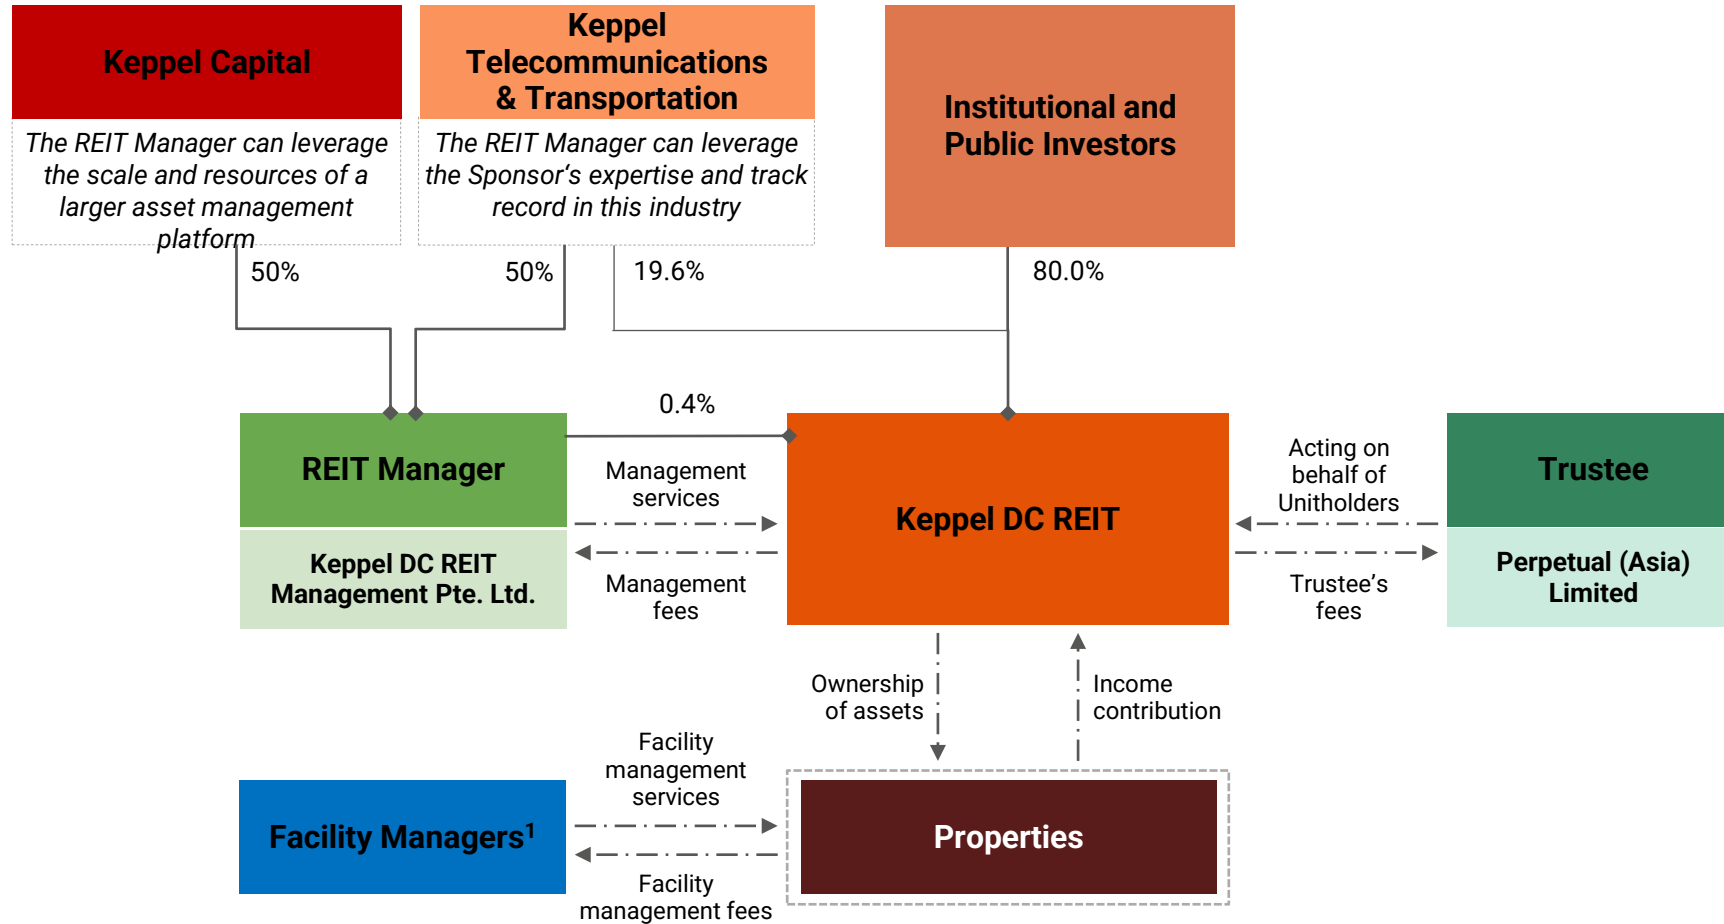 Keppel Capital
The REIT Manager can leverage
the scale and resources of a
larger asset management
platform
Keppel
Telecommunications
& Transportation
The REIT Manager can leverage
the Sponsor‘s expertise and track
record in this industry
Institutional and
Public Investors
50%
50%
19.6%
80.0%
0.4%
REIT Manager
Keppel DC REIT
Management Pte. Ltd.
Management
services
Management
fees
Keppel DC REIT
Acting on
behalf of
Unitholders
Trustee’s
fees
Trustee
Perpetual (Asia)
Limited
Ownership
of assets
Income
contribution
Facility Managers¹
Facility
management
services
Facility
management fees
Properties